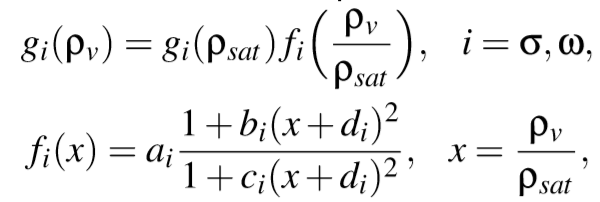 g_i(ρ_v) = g_i(ρ_sat) f_i(ρ_v / ρ_sat), i = σ, ω,
f_i(x) = a_i (1 + b_i(x + d_i)^2) / (1 + c_i(x + d_i)^2), x = ρ_v / ρ_sat,